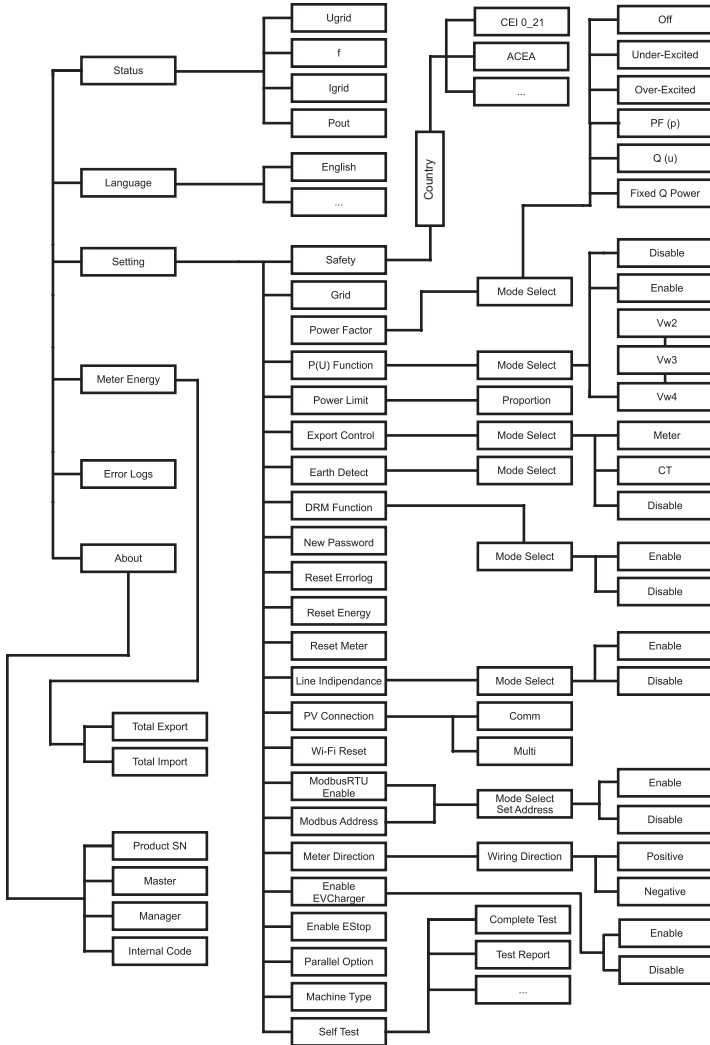 Status
Language
Setting
Meter Energy
Error Logs
About
Total Export
Total Import
Product SN
Master
Manager
Internal Code
Ugrid
f
Igrid
Pout
English
...
Safety
Grid
Power Factor
P(U) Function
Power Limit
Export Control
Earth Detect
DRM Function
New Password
Reset Errorlog
Reset Energy
Reset Meter
Line Indipendance
PV Connection
Wi-Fi Reset
ModbusRTU
Enable
Modbus Address
Meter Direction
Enable
EVCharger
Enable EStop
Parallel Option
Machine Type
Self Test
Country
CEI 0_21
ACEA
...
Mode Select
Mode Select
Proportion
Mode Select
Mode Select
Mode Select
Mode Select
Comm
Multi
Mode Select
Set Address
Wiring Direction
Complete Test
Test Report
...
Off
Under-Excited
Over-Excited
PF (p)
Q (u)
Fixed Q Power
Disable
Enable
Vw2
Vw3
Vw4
Meter
CT
Disable
Enable
Disable
Enable
Disable
Enable
Disable
Positive
Negative
Enable
Disable